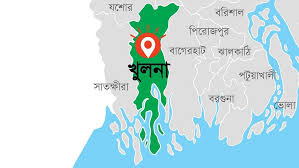 যশোর
বরিশাল
পিরোজপুর
বাগেরহাট
ঝালকাঠি
খুলনা
সাতক্ষীরা
পটুয়াখালী
বরগুনা
ভোলা